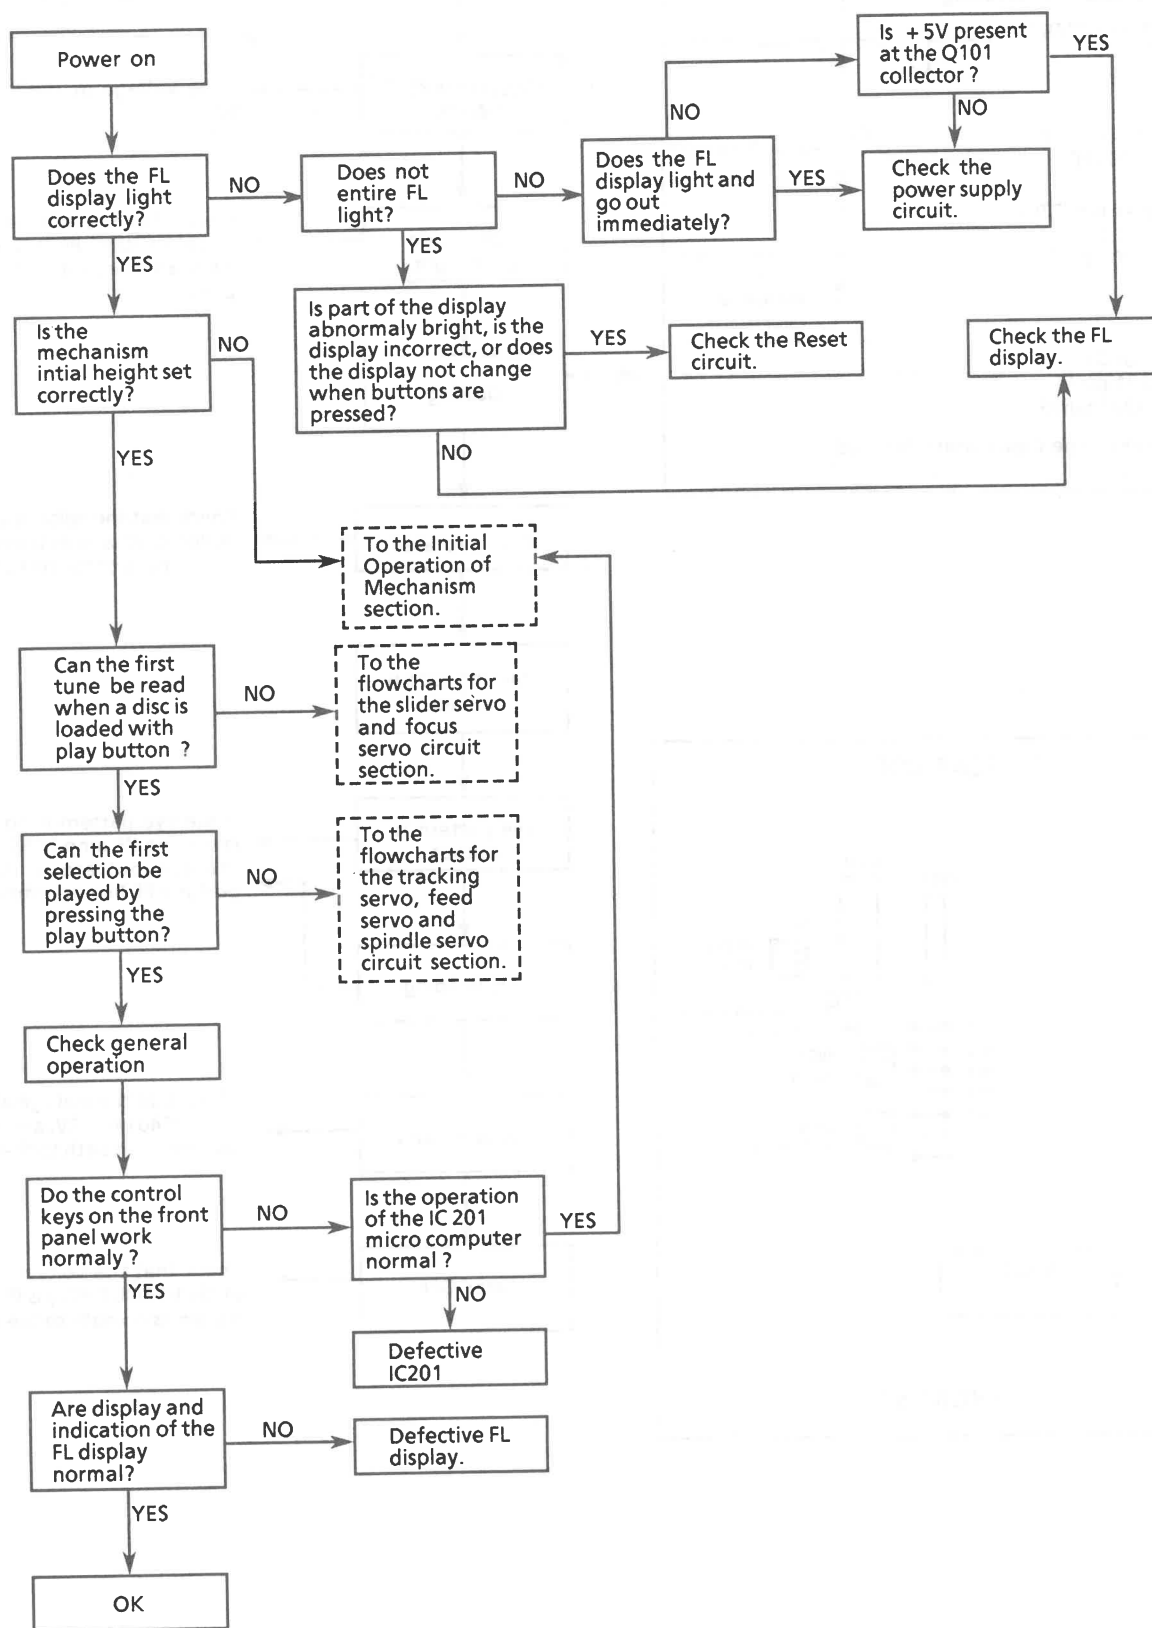 Power on
Does the FL
display light
correctly?
NO
Does not
entire FL
light?
NO
Does the FL
display light and
go out
immediately?
NO
Is +5V present
at the Q101
collector ?
YES
NO
YES
Check the
power supply
circuit.
YES
Is part of the display
abnormaly bright, is the
display incorrect, or does
the display not change
when buttons are
pressed?
YES
Check the Reset
circuit.
Check the FL
display.
NO
YES
Is the
mechanism
intial height set
correctly?
NO
YES
To the Initial
Operation of
Mechanism
section.
Can the first
tune be read
when a disc is
loaded with
play button ?
NO
To the
flowcharts for
the slider servo
and focus
servo circuit
section.
YES
Can the first
selection be
played by
pressing the
play button?
NO
To the
flowcharts for
the tracking
servo, feed
servo and
spindle servo
circuit section.
YES
Check general
operation
Do the control
keys on the front
panel work
normaly ?
NO
Is the operation
of the IC 201
micro computer
normal ?
YES
NO
Defective
IC201
YES
Are display and
indication of the
FL display
normal?
NO
Defective FL
display.
YES
OK